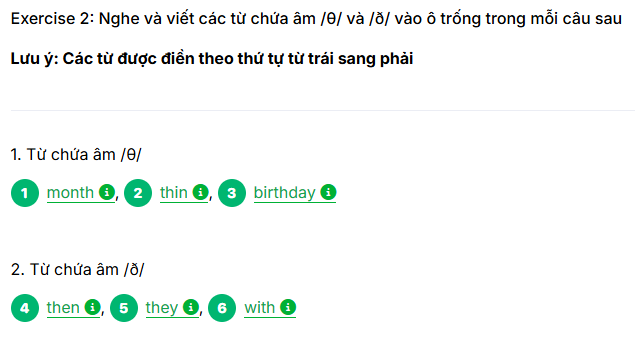 Exercise 2: Nghe và viết các từ chứa âm /θ/ và /ð/ vào ô trống trong mỗi câu sau
Lưu ý: Các từ được điền theo thứ tự từ trái sang phải
1. Từ chứa âm /θ/
1 month, 2 thin, 3 birthday
2. Từ chứa âm /ð/
4 then, 5 they, 6 with